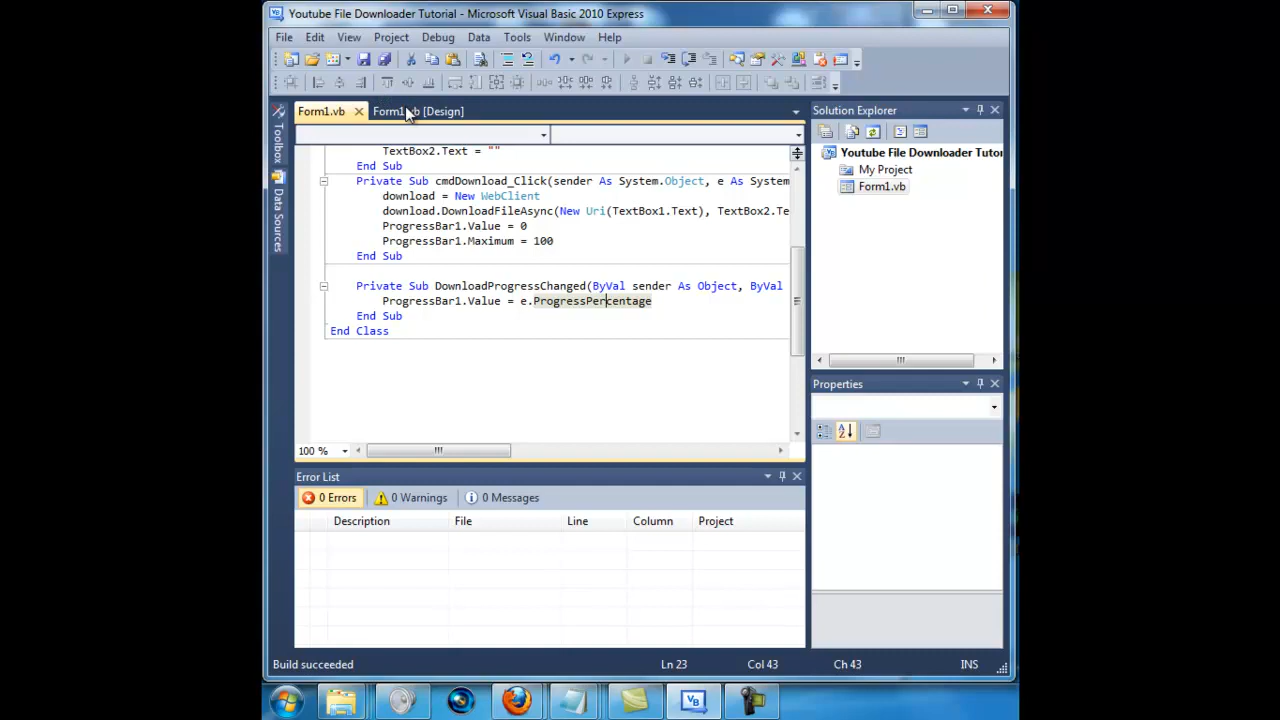 Youtube File Downloader Tutorial - Microsoft Visual Basic 2010 Express
File Edit View Project Debug Data Tools Window Help
Form1.vb Form1.vb [Design]
Toolbox
Data Sources
TextBox2.Text = ""
End Sub
Private Sub cmdDownload_Click(sender As System.Object, e As System
download = New WebClient
download.DownloadFileAsync(New Uri(TextBox1.Text), TextBox2.Te
ProgressBar1.Value = 0
ProgressBar1.Maximum = 100
End Sub
Private Sub DownloadProgressChanged(ByVal sender As Object, ByVal
ProgressBar1.Value = e.ProgressPercentage
End Sub
End Class
100 %
Solution Explorer
Youtube File Downloader Tutor
My Project
Form1.vb
Properties
Error List
0 Errors 0 Warnings 0 Messages
Description File Line Column Project
Build succeeded Ln 23 Col 43 Ch 43 INS